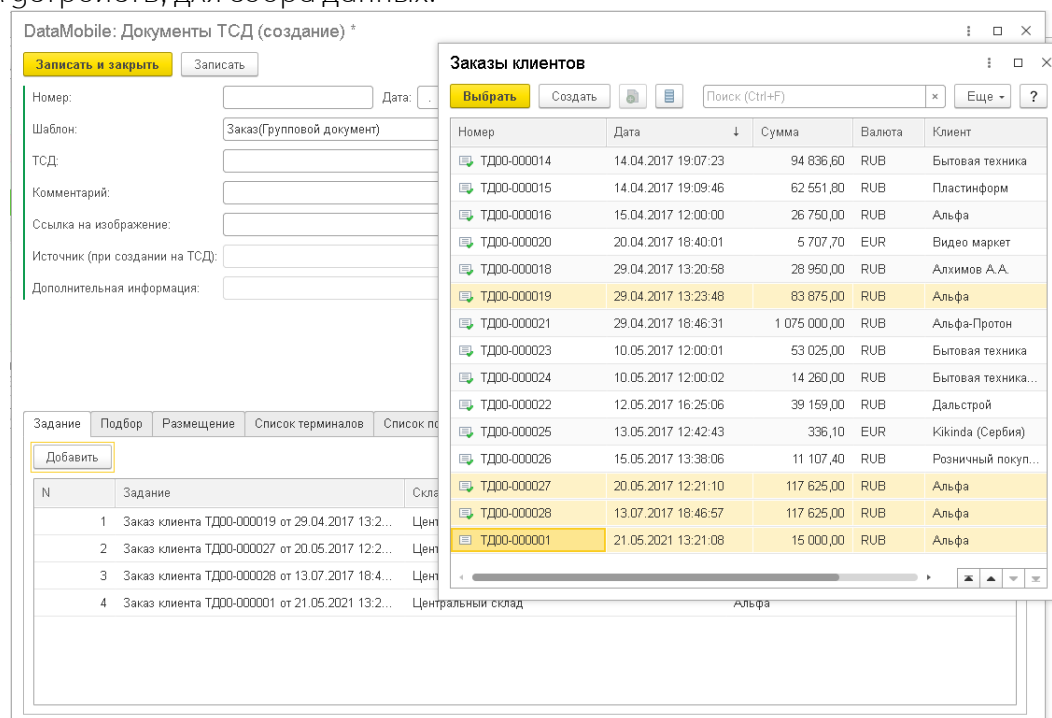 устройств, для сбора данных.
DataMobile: Документы ТСД (создание) *
Записать и закрыть Записать
Номер: Дата: .
Шаблон: Заказ(Групповой документ)
ТСД:
Комментарий:
Ссылка на изображение:
Источник (при создании на ТСД):
Дополнительная информация:
Задание Подбор Размещение Список терминалов Список по
Добавить
N Задание Скла
1 Заказ клиента ТД00-000019 от 29.04.2017 13:2... Цент
2 Заказ клиента ТД00-000027 от 20.05.2017 12:2... Цент
3 Заказ клиента ТД00-000028 от 13.07.2017 18:4... Цент
4 Заказ клиента ТД00-000001 от 21.05.2021 13:2... Центральный склад Альфа
Заказы клиентов
Выбрать Создать Поиск (Ctrl+F) × Еще ?
Номер Дата ↓ Сумма Валюта Клиент
ТД00-000014 14.04.2017 19:07:23 94 836,60 RUB Бытовая техника
ТД00-000015 14.04.2017 19:09:46 62 551,80 RUB Пластинформ
ТД00-000016 15.04.2017 12:00:00 26 750,00 RUB Альфа
ТД00-000020 20.04.2017 18:40:01 5 707,70 EUR Видео маркет
ТД00-000018 29.04.2017 13:20:58 28 950,00 RUB Алхимов А.А.
ТД00-000019 29.04.2017 13:23:48 83 875,00 RUB Альфа
ТД00-000021 29.04.2017 18:46:31 1 075 000,00 RUB Альфа-Протон
ТД00-000023 10.05.2017 12:00:01 53 025,00 RUB Бытовая техника
ТД00-000024 10.05.2017 12:00:02 14 260,00 RUB Бытовая техника...
ТД00-000022 12.05.2017 16:25:06 39 159,00 RUB Дальстрой
ТД00-000025 13.05.2017 12:42:43 336,10 EUR Kikinda (Сербия)
ТД00-000026 15.05.2017 13:38:06 11 107,40 RUB Розничный покуп...
ТД00-000027 20.05.2017 12:21:10 117 625,00 RUB Альфа
ТД00-000028 13.07.2017 18:46:57 117 625,00 RUB Альфа
ТД00-000001 21.05.2021 13:21:08 15 000,00 RUB Альфа